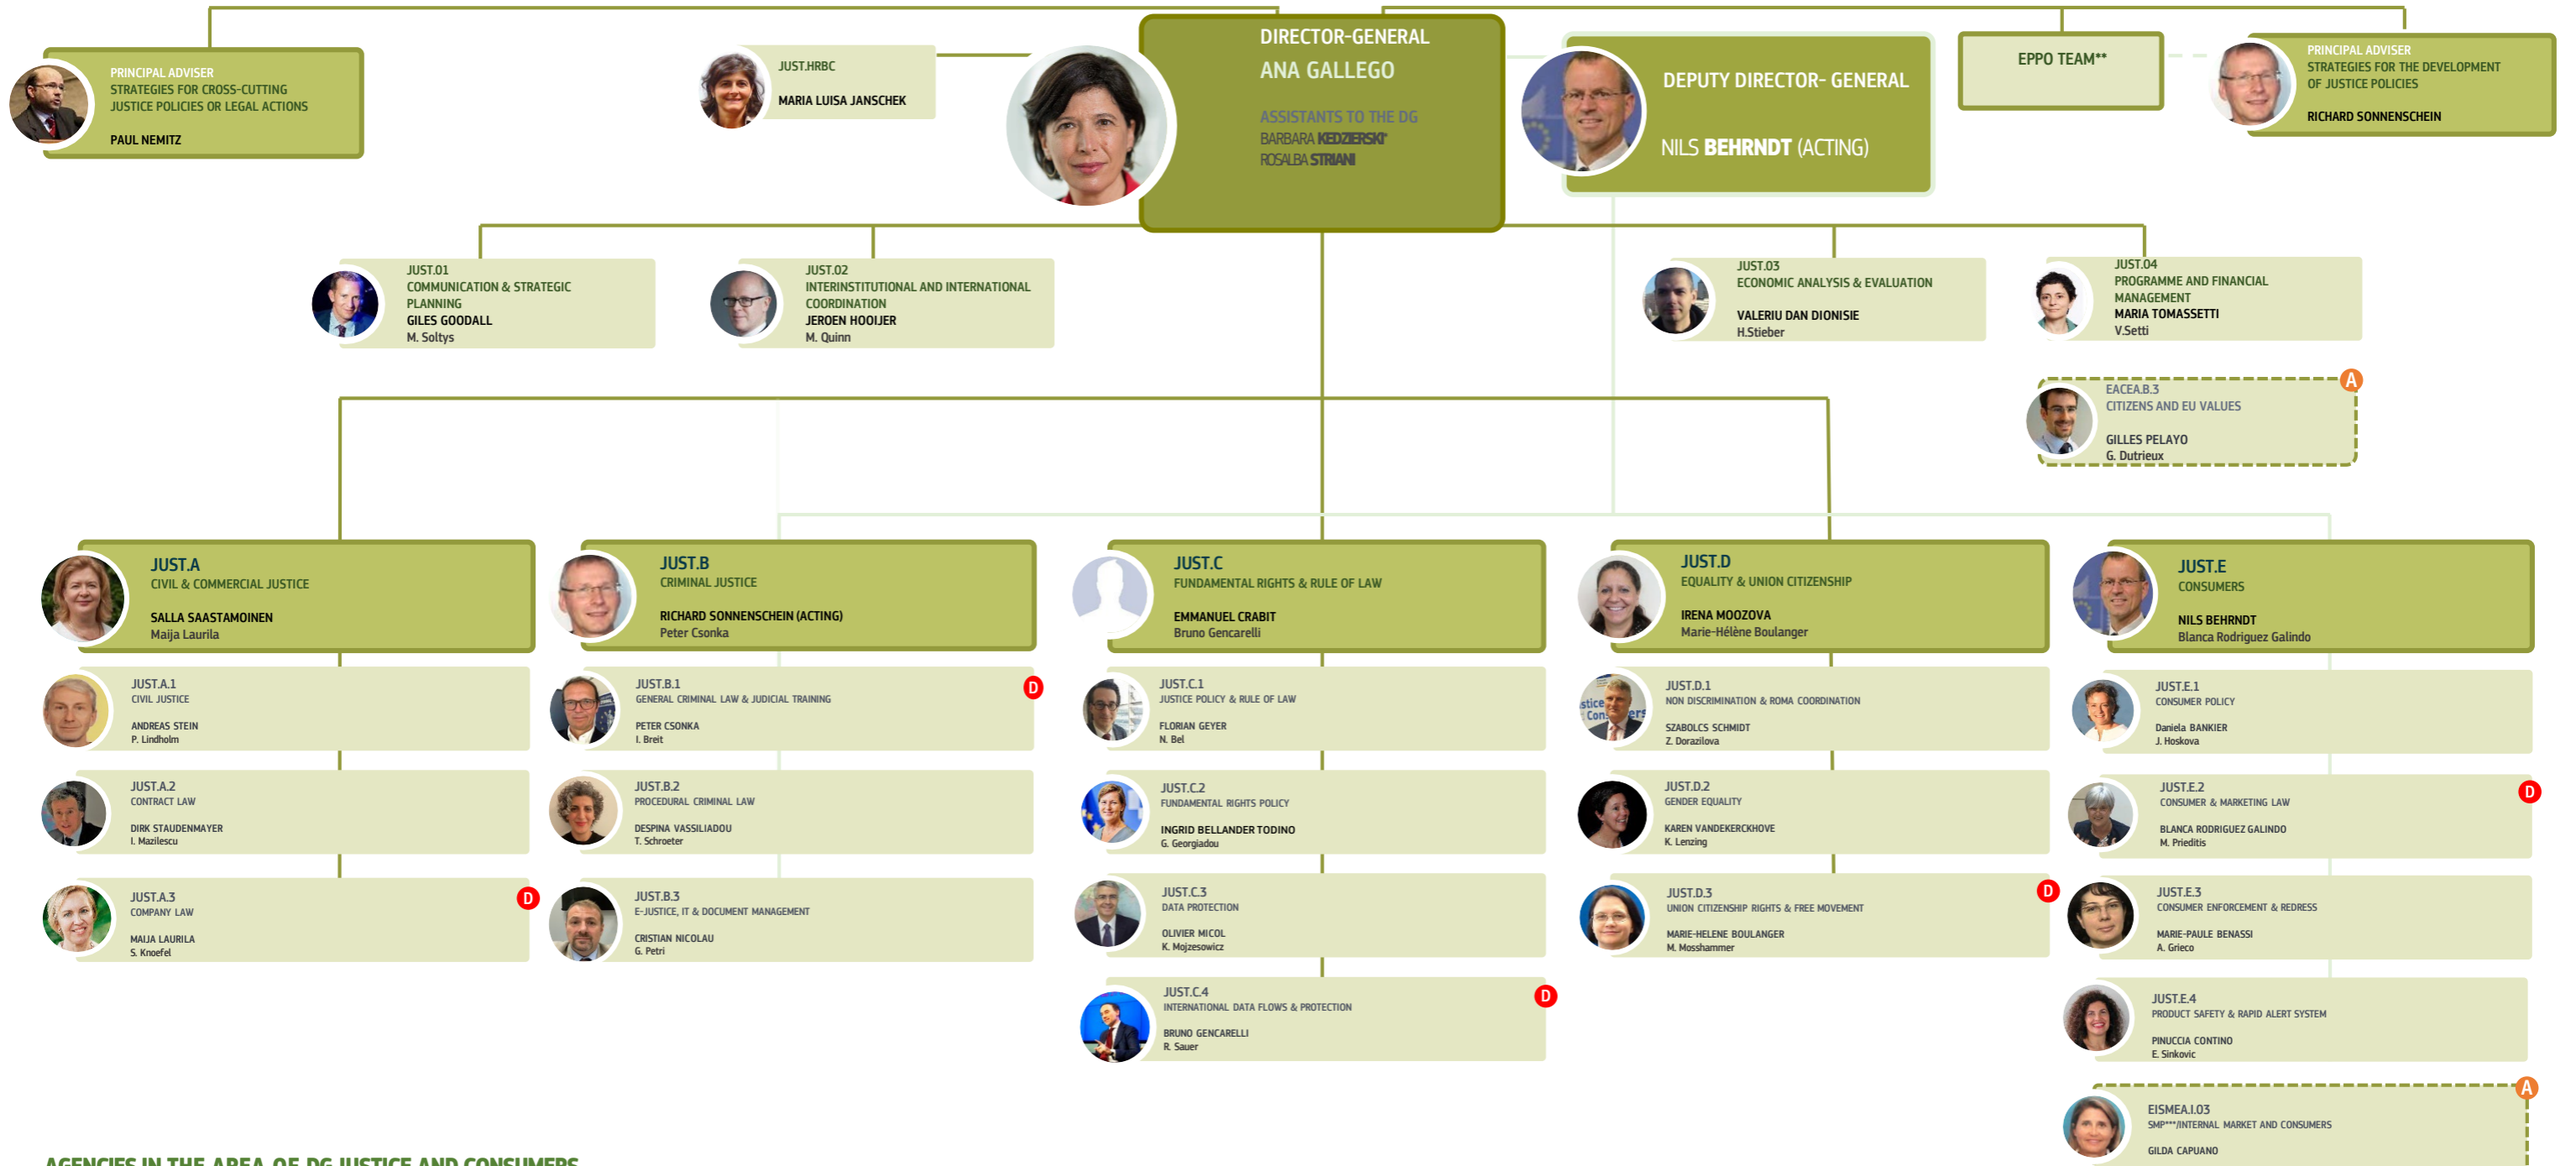 PRINCIPAL ADVISER
STRATEGIES FOR CROSS-CUTTING
JUSTICE POLICIES OR LEGAL ACTIONS
PAUL NEMITZ
JUST.HRBC
MARIA LUISA JANSCHEK
DIRECTOR-GENERAL
ANA GALLEGO
ASSISTANTS TO THE DG
BARBARA KEDZIERSKI*
ROSALBA STRIANI
DEPUTY DIRECTOR- GENERAL
NILS BEHRNDT (ACTING)
EPPO TEAM**
PRINCIPAL ADVISER
STRATEGIES FOR THE DEVELOPMENT
OF JUSTICE POLICIES
RICHARD SONNENSCHEIN
JUST.01
COMMUNICATION & STRATEGIC
PLANNING
GILES GOODALL
M. Soltys
JUST.02
INTERINSTITUTIONAL AND INTERNATIONAL
COORDINATION
JEROEN HOOIJER
M. Quinn
JUST.03
ECONOMIC ANALYSIS & EVALUATION
VALERIU DAN DIONISIE
H.Stieber
JUST.04
PROGRAMME AND FINANCIAL
MANAGEMENT
MARIA TOMASSETTI
V.Setti
A
EACEA.B.3
CITIZENS AND EU VALUES
GILLES PELAYO
G. Dutrieux
JUST.A
CIVIL & COMMERCIAL JUSTICE
SALLA SAASTAMOINEN
Maija Laurila
JUST.B
CRIMINAL JUSTICE
RICHARD SONNENSCHEIN (ACTING)
Peter Csonka
JUST.C
FUNDAMENTAL RIGHTS & RULE OF LAW
EMMANUEL CRABIT
Bruno Gencarelli
JUST.D
EQUALITY & UNION CITIZENSHIP
IRENA MOOZOVA
Marie-Hélène Boulanger
JUST.E
CONSUMERS
NILS BEHRNDT
Blanca Rodriguez Galindo
JUST.A.1
CIVIL JUSTICE
ANDREAS STEIN
P. Lindholm
JUST.B.1
GENERAL CRIMINAL LAW & JUDICIAL TRAINING
PETER CSONKA
I. Breit
D
JUST.C.1
JUSTICE POLICY & RULE OF LAW
FLORIAN GEYER
N. Bel
JUST.D.1
NON DISCRIMINATION & ROMA COORDINATION
SZABOLCS SCHMIDT
Z. Dorazilova
JUST.E.1
CONSUMER POLICY
Daniela BANKIER
J. Hoskova
JUST.A.2
CONTRACT LAW
DIRK STAUDENMAYER
I. Mazilescu
JUST.B.2
PROCEDURAL CRIMINAL LAW
DESPINA VASSILIADOU
T. Schroeter
JUST.C.2
FUNDAMENTAL RIGHTS POLICY
INGRID BELLANDER TODINO
G. Georgiadou
JUST.D.2
GENDER EQUALITY
KAREN VANDEKERCKHOVE
K. Lenzing
JUST.E.2
CONSUMER & MARKETING LAW
BLANCA RODRIGUEZ GALINDO
M. Prieditis
D
JUST.A.3
COMPANY LAW
MAIJA LAURILA
S. Knoefel
D
JUST.B.3
E-JUSTICE, IT & DOCUMENT MANAGEMENT
CRISTIAN NICOLAU
G. Petri
JUST.C.3
DATA PROTECTION
OLIVIER MICOL
K. Mojzesowicz
JUST.D.3
UNION CITIZENSHIP RIGHTS & FREE MOVEMENT
MARIE-HELENE BOULANGER
M. Mosshammer
D
JUST.E.3
CONSUMER ENFORCEMENT & REDRESS
MARIE-PAULE BENASSI
A. Grieco
JUST.C.4
INTERNATIONAL DATA FLOWS & PROTECTION
BRUNO GENCARELLI
R. Sauer
D
JUST.E.4
PRODUCT SAFETY & RAPID ALERT SYSTEM
PINUCCIA CONTINO
E. Sinkovic
A
EISMEA.I.03
SMP***/INTERNAL MARKET AND CONSUMERS
GILDA CAPUANO
AGENCIES IN THE AREA OF DG JUSTICE AND CONSUMERS